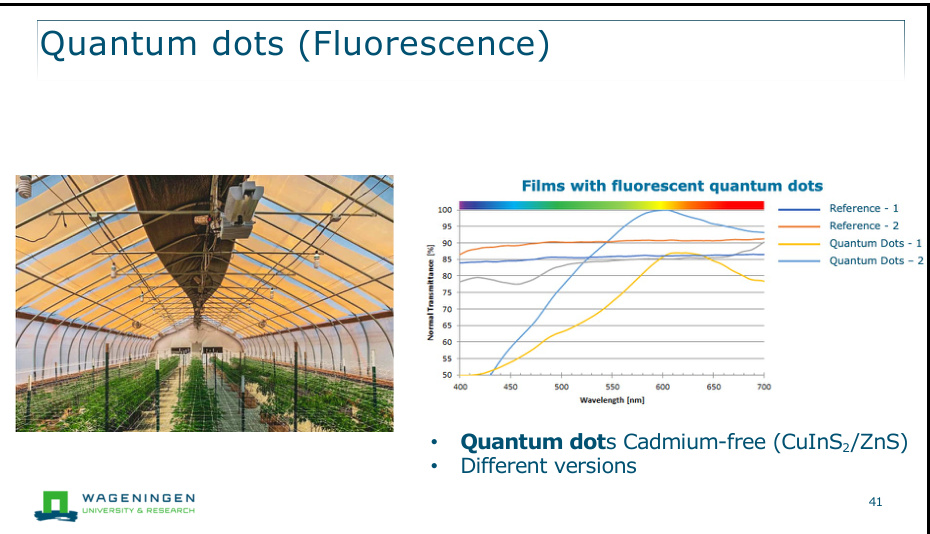 Quantum dots (Fluorescence)
Films with fluorescent quantum dots
100
95
90
85
80
75
70
65
60
55
50
Normal Transmittance [%]
400 450 500 550 600 650 700
Wavelength [nm]
Reference - 1
Reference - 2
Quantum Dots - 1
Quantum Dots – 2
• Quantum dots Cadmium-free (CuInS₂/ZnS)
• Different versions
WAGENINGEN
UNIVERSITY & RESEARCH
41